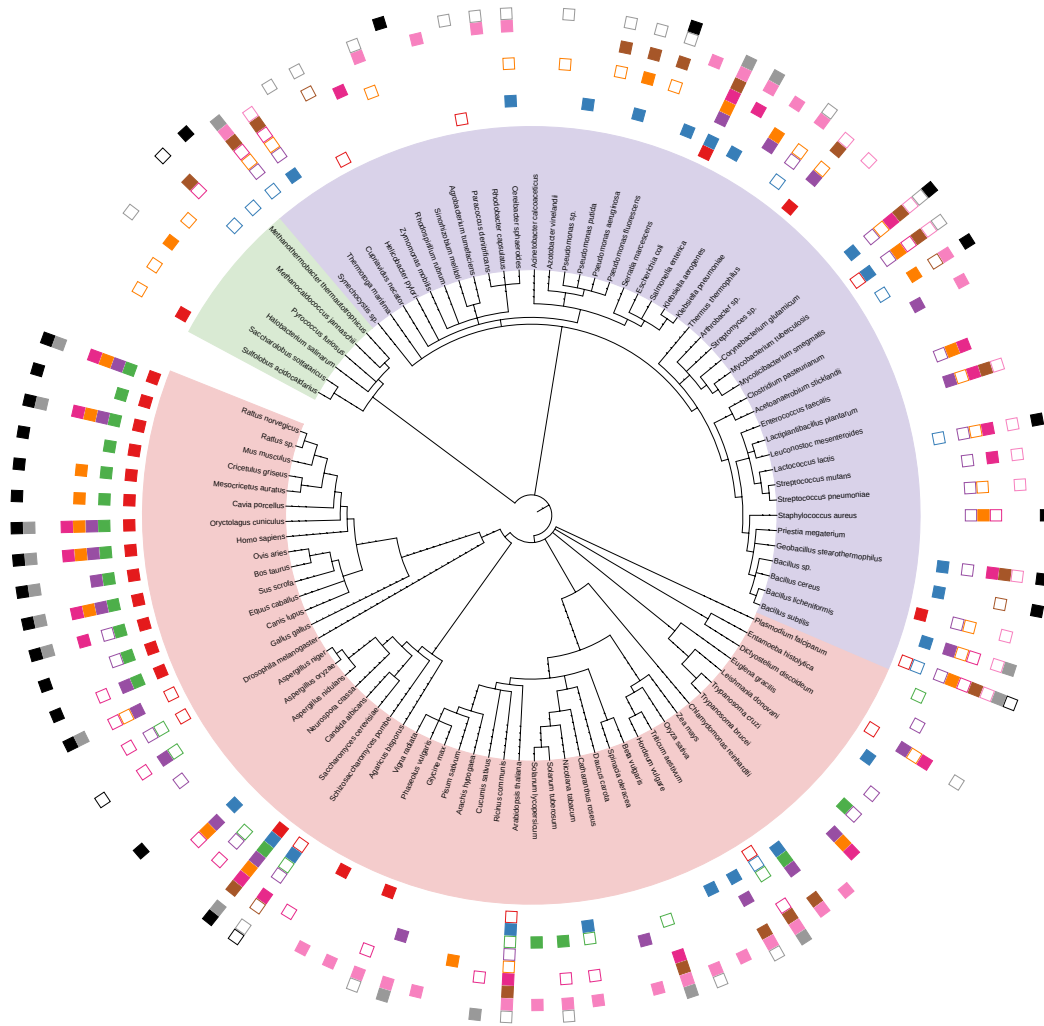 Methanothermobacter thermautotrophicus
Methanocaldococcus jannaschii
Pyrococcus furiosus
Halobacterium salinarum
Saccharolobus solfataricus
Sulfolobus acidocaldarius
Synechocystis sp.
Thermotoga maritima
Cupriavidus necator
Helicobacter pylori
Zymomonas mobilis
Rhodospirillum rubrum
Sinorhizobium meliloti
Agrobacterium tumefaciens
Paracoccus denitrificans
Rhodobacter capsulatus
Cereibacter sphaeroides
Acinetobacter calcoaceticus
Azotobacter vinelandii
Pseudomonas sp.
Pseudomonas putida
Pseudomonas aeruginosa
Pseudomonas fluorescens
Serratia marcescens
Escherichia coli
Salmonella enterica
Klebsiella aerogenes
Klebsiella pneumoniae
Thermus thermophilus
Arthrobacter sp.
Streptomyces sp.
Corynebacterium glutamicum
Mycobacterium tuberculosis
Mycolicibacterium smegmatis
Clostridium pasteurianum
Acetoanaerobium sticklandii
Enterococcus faecalis
Lactiplantibacillus plantarum
Leuconostoc mesenteroides
Lactococcus lactis
Streptococcus mutans
Streptococcus pneumoniae
Staphylococcus aureus
Priestia megaterium
Geobacillus stearothermophilus
Bacillus sp.
Bacillus cereus
Bacillus licheniformis
Bacillus subtilis
Plasmodium falciparum
Entamoeba histolytica
Dictyostelium discoideum
Euglena gracilis
Leishmania donovani
Trypanosoma cruzi
Trypanosoma brucei
Chlamydomonas reinhardtii
Zea mays
Oryza sativa
Triticum aestivum
Hordeum vulgare
Beta vulgaris
Spinacia oleracea
Daucus carota
Catharanthus roseus
Nicotiana tabacum
Solanum tuberosum
Solanum lycopersicum
Arabidopsis thaliana
Ricinus communis
Cucumis sativus
Arachis hypogaea
Pisum sativum
Glycine max
Phaseolus vulgaris
Vigna radiata
Agaricus bisporus
Schizosaccharomyces pombe
Saccharomyces cerevisiae
Candida albicans
Neurospora crassa
Aspergillus nidulans
Aspergillus oryzae
Aspergillus niger
Drosophila melanogaster
Gallus gallus
Canis lupus
Equus caballus
Sus scrofa
Bos taurus
Ovis aries
Homo sapiens
Oryctolagus cuniculus
Cavia porcellus
Mesocricetus auratus
Cricetulus griseus
Mus musculus
Rattus sp.
Rattus norvegicus